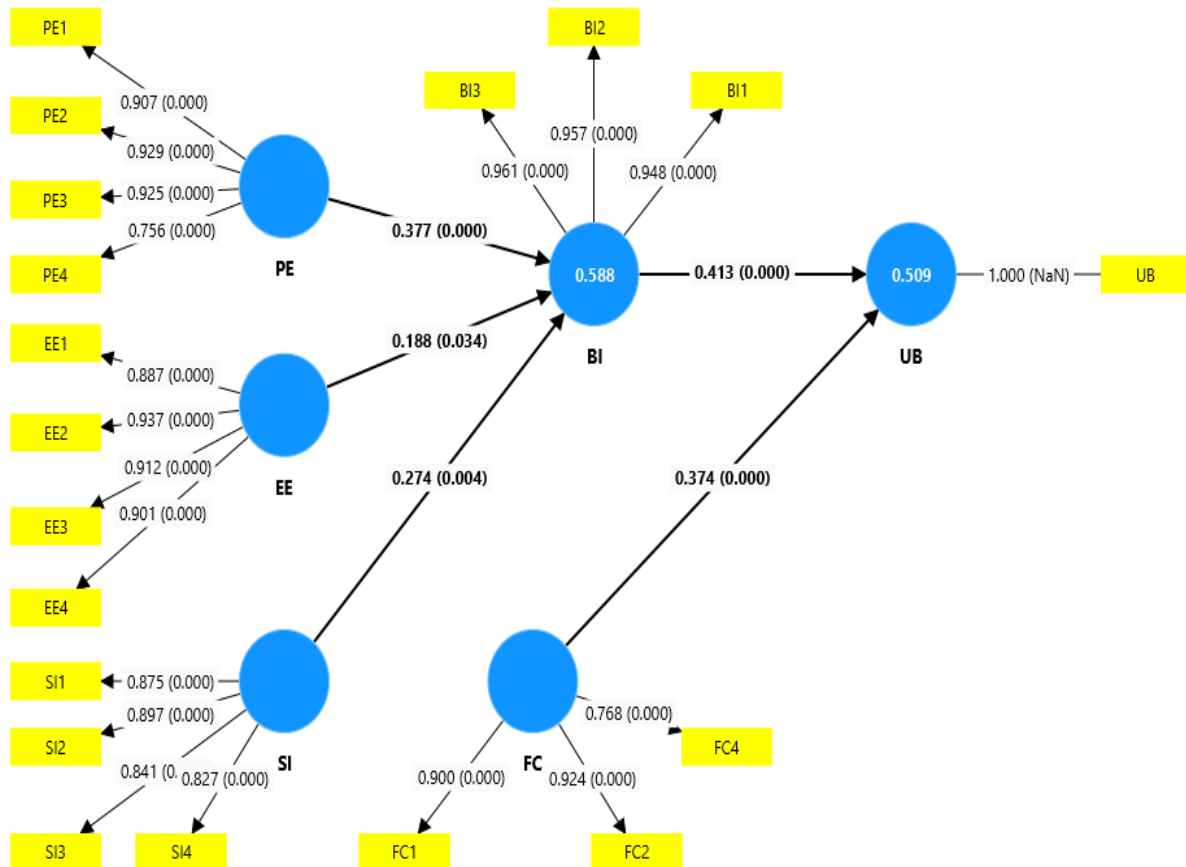 PE1
BI2
BI3
BI1
0.907 (0.000)
PE2
0.957 (0.000)
0.929 (0.000)
0.961 (0.000)
0.948 (0.000)
PE3
0.925 (0.000)
0.756 (0.000)
0.377 (0.000)
PE4
PE
0.588
0.413 (0.000)
0.509
1.000 (NaN)
UB
EE1
0.188 (0.034)
BI
UB
0.887 (0.000)
EE2
0.937 (0.000)
0.912 (0.000)
EE
0.274 (0.004)
0.374 (0.000)
EE3
0.901 (0.000)
EE4
SI1
0.875 (0.000)
0.897 (0.000)
0.768 (0.000)
SI2
FC4
SI
FC
0.841 (0.
0.827 (0.000)
0.900 (0.000)
0.924 (0.000)
SI3
SI4
FC1
FC2